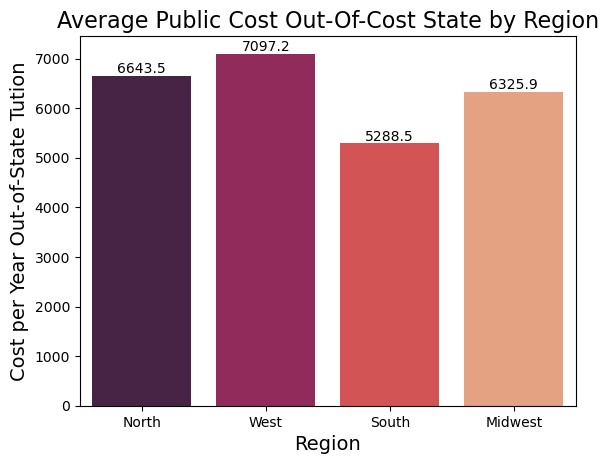 Average Public Cost Out-Of-Cost State by Region
Cost per Year Out-of-State Tution
7000
6000
5000
4000
3000
2000
1000
0
6643.5
7097.2
5288.5
6325.9
North
West
South
Midwest
Region